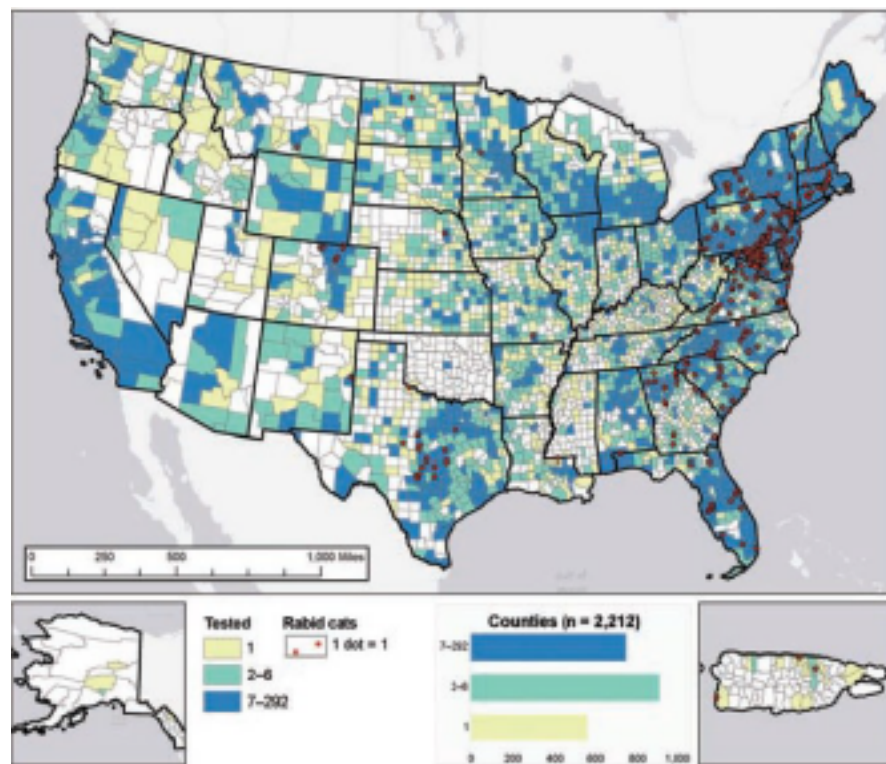 0 250 500 1,000 Miles
Tested
1
2–6
7–292
Rabid cats
1 dot = 1
Counties (n = 2,212)
7–292
2–6
1
0 200 400 600 800 1,000